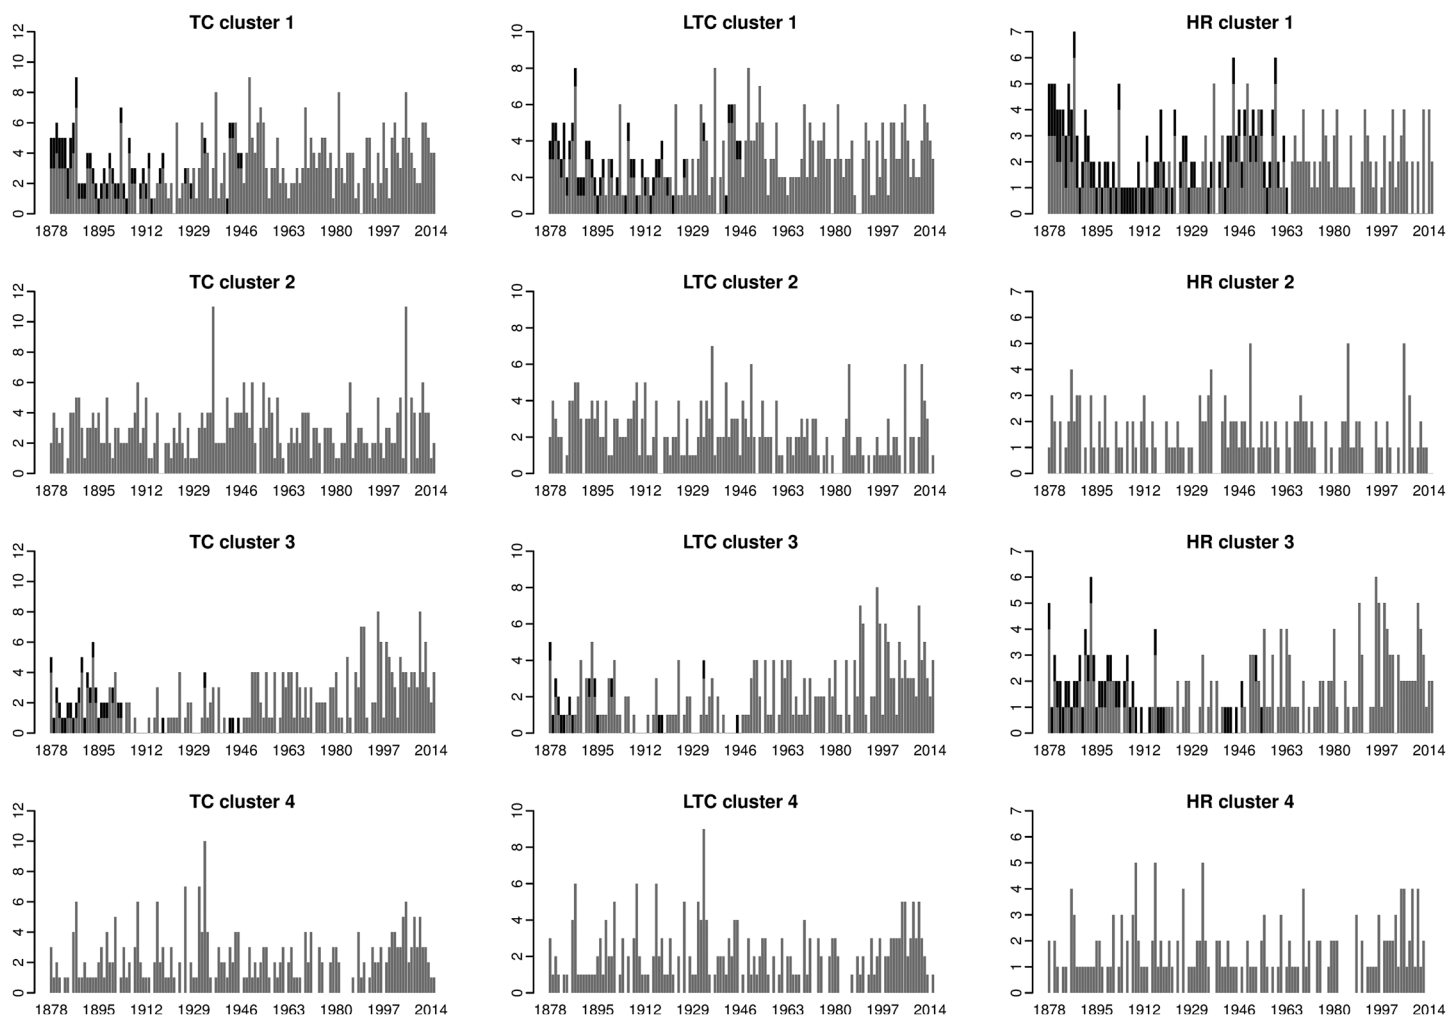 TC cluster 1
0 2 4 6 8 10 12
1878 1895 1912 1929 1946 1963 1980 1997 2014
LTC cluster 1
0 2 4 6 8 10
1878 1895 1912 1929 1946 1963 1980 1997 2014
HR cluster 1
0 1 2 3 4 5 6 7
1878 1895 1912 1929 1946 1963 1980 1997 2014
TC cluster 2
0 2 4 6 8 10 12
1878 1895 1912 1929 1946 1963 1980 1997 2014
LTC cluster 2
0 2 4 6 8 10
1878 1895 1912 1929 1946 1963 1980 1997 2014
HR cluster 2
0 1 2 3 4 5 6 7
1878 1895 1912 1929 1946 1963 1980 1997 2014
TC cluster 3
0 2 4 6 8 10 12
1878 1895 1912 1929 1946 1963 1980 1997 2014
LTC cluster 3
0 2 4 6 8 10
1878 1895 1912 1929 1946 1963 1980 1997 2014
HR cluster 3
0 1 2 3 4 5 6 7
1878 1895 1912 1929 1946 1963 1980 1997 2014
TC cluster 4
0 2 4 6 8 10 12
1878 1895 1912 1929 1946 1963 1980 1997 2014
LTC cluster 4
0 2 4 6 8 10
1878 1895 1912 1929 1946 1963 1980 1997 2014
HR cluster 4
0 1 2 3 4 5 6 7
1878 1895 1912 1929 1946 1963 1980 1997 2014